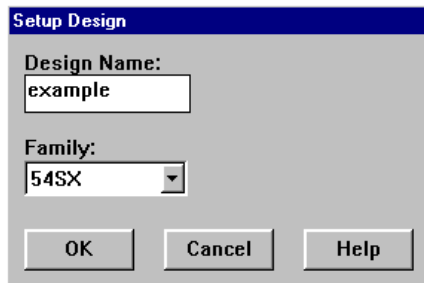 Setup Design
Design Name:
example
Family:
54SX
OK Cancel Help